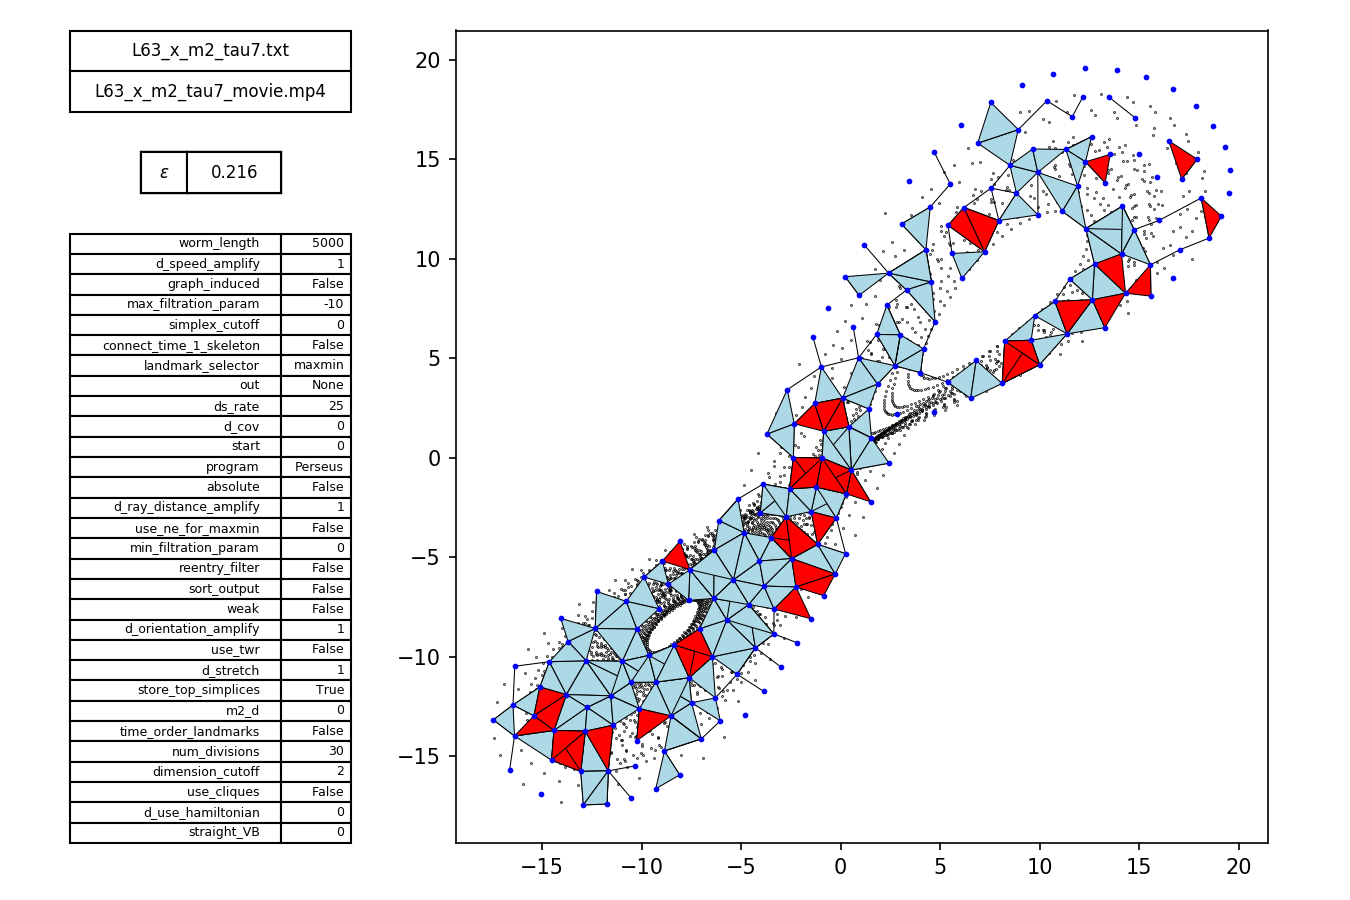 L63_x_m2_tau7.txt
L63_x_m2_tau7_movie.mp4
ε 0.216
worm_length 5000
d_speed_amplify 1
graph_induced False
max_filtration_param -10
simplex_cutoff 0
connect_time_1_skeleton False
landmark_selector maxmin
out None
ds_rate 25
d_cov 0
start 0
program Perseus
absolute False
d_ray_distance_amplify 1
use_ne_for_maxmin False
min_filtration_param 0
reentry_filter False
sort_output False
weak False
d_orientation_amplify 1
use_twr False
d_stretch 1
store_top_simplices True
m2_d 0
time_order_landmarks False
num_divisions 30
dimension_cutoff 2
use_cliques False
d_use_hamiltonian 0
straight_VB 0
20
15
10
5
0
−5
−10
−15
−15 −10 −5 0 5 10 15 20